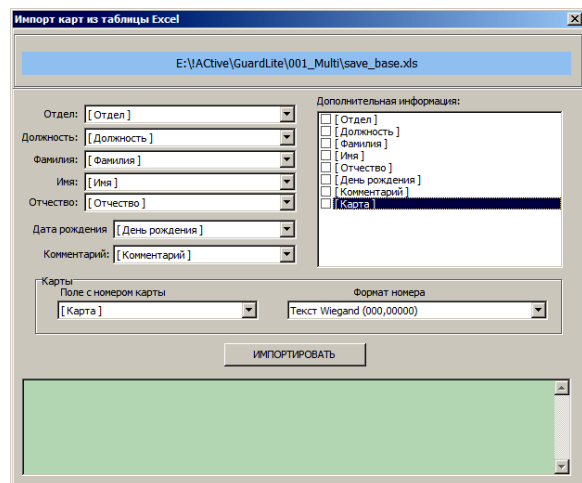 Импорт карт из таблицы Excel
E:\!ACtive\GuardLite\001_Multi\save_base.xls
Дополнительная информация:
Отдел: [ Отдел ]
Должность: [ Должность ]
Фамилия: [ Фамилия ]
Имя: [ Имя ]
Отчество: [ Отчество ]
Дата рождения [ День рождения ]
Комментарий: [ Комментарий ]
[ Отдел ]
[ Должность ]
[ Фамилия ]
[ Имя ]
[ Отчество ]
[ День рождения ]
[ Комментарий ]
[ Карта ]
Карты
Поле с номером карты Формат номера
[ Карта ] Текст Wiegand (000,00000)
ИМПОРТИРОВАТЬ